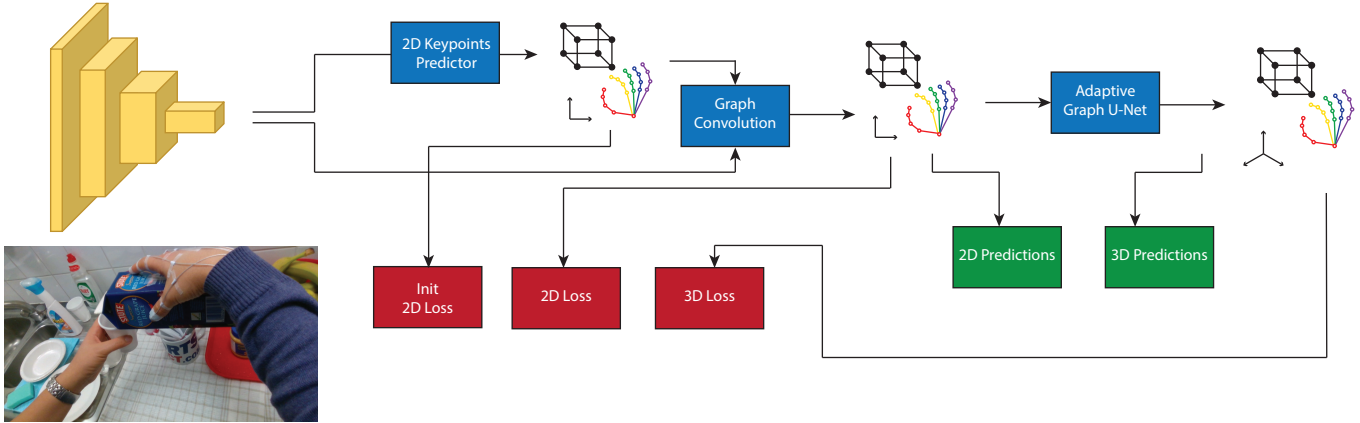 2D Keypoints
Predictor
Graph
Convolution
Adaptive
Graph U-Net
2D Predictions
3D Predictions
Init
2D Loss
2D Loss
3D Loss